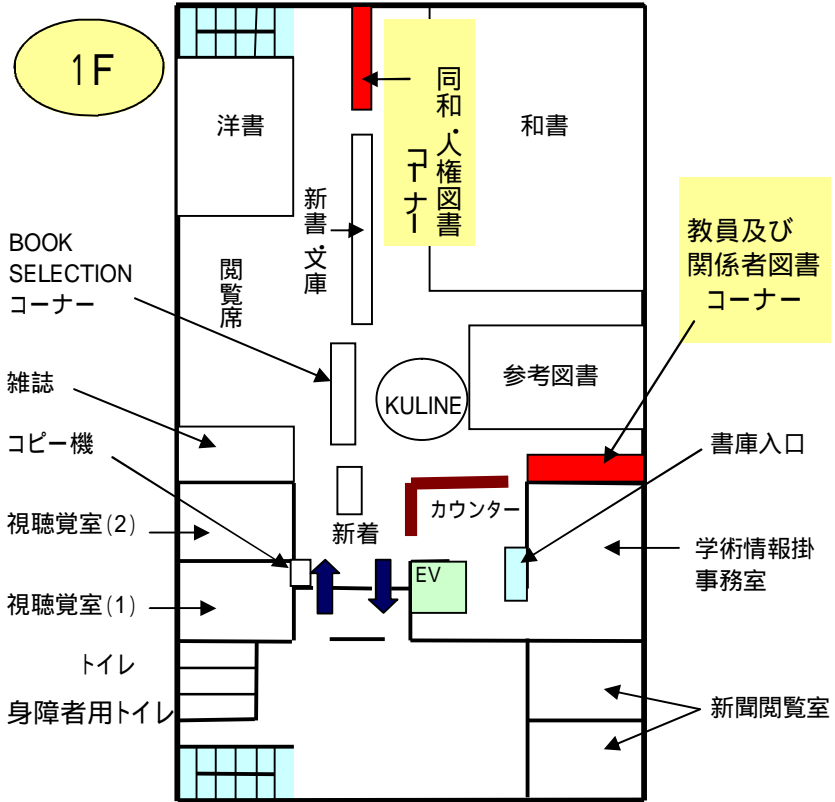 1F
洋書
同和・人権図書
コーナー
和書
新書・文庫
閲覧席
BOOK
SELECTION
コーナー
教員及び
関係者図書
コーナー
雑誌
KULINE
参考図書
コピー機
書庫入口
カウンター
新着
視聴覚室(2)
EV
学術情報掛
事務室
視聴覚室(1)
トイレ
身障者用トイレ
新聞閲覧室